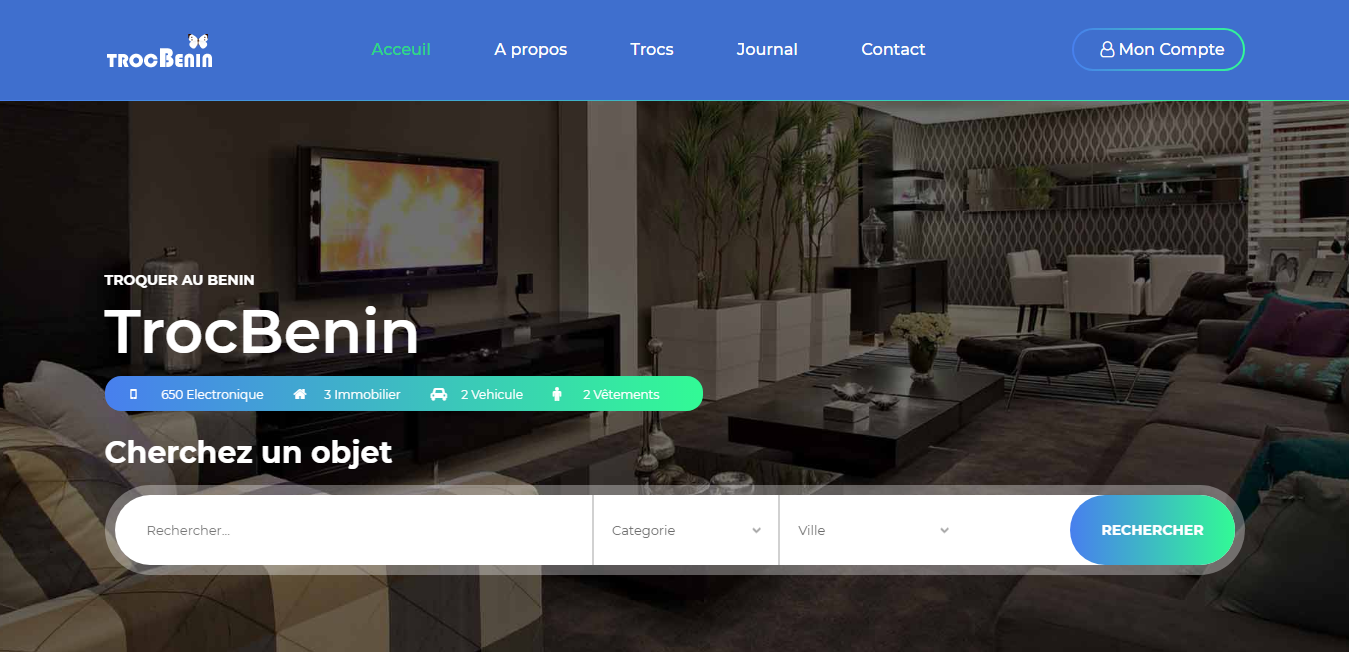 TROCBENIN
Acceuil A propos Trocs Journal Contact Mon Compte
TROQUER AU BENIN
TrocBenin
650 Electronique 3 Immobilier 2 Vehicule 2 Vêtements
Cherchez un objet
Rechercher... Categorie Ville RECHERCHER